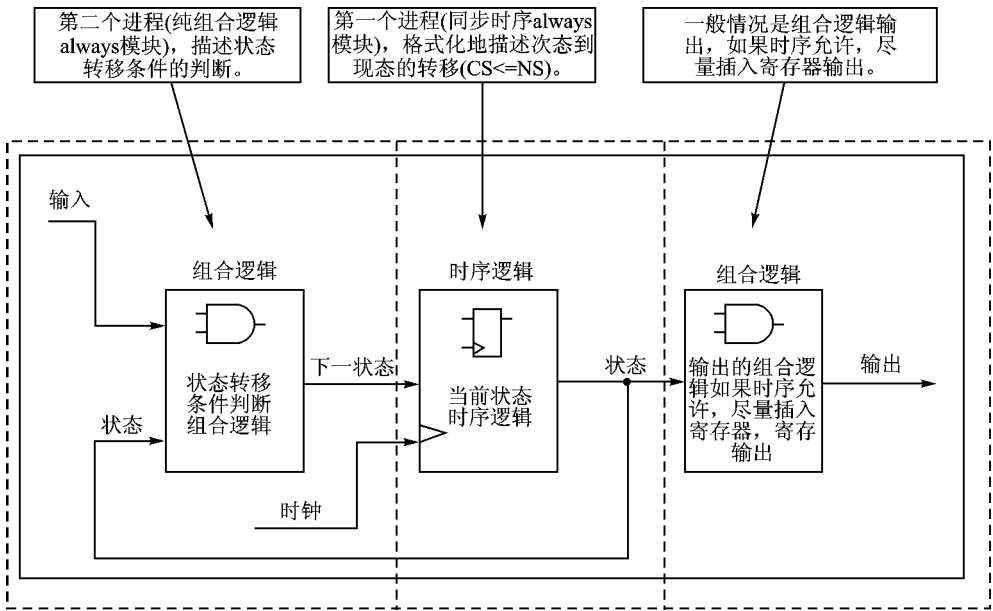 第二个进程(纯组合逻辑
always模块)，描述状态
转移条件的判断。
第一个进程(同步时序always
模块)，格式化地描述次态到
现态的转移(CS<=NS)。
一般情况是组合逻辑输
出，如果时序允许，尽
量插入寄存器输出。
输入
组合逻辑
状态转移
条件判断
组合逻辑
状态
下一状态
时钟
时序逻辑
当前状态
时序逻辑
状态
组合逻辑
输出的组合逻
辑如果时序允
许，尽量插入
寄存器，寄存
输出
输出